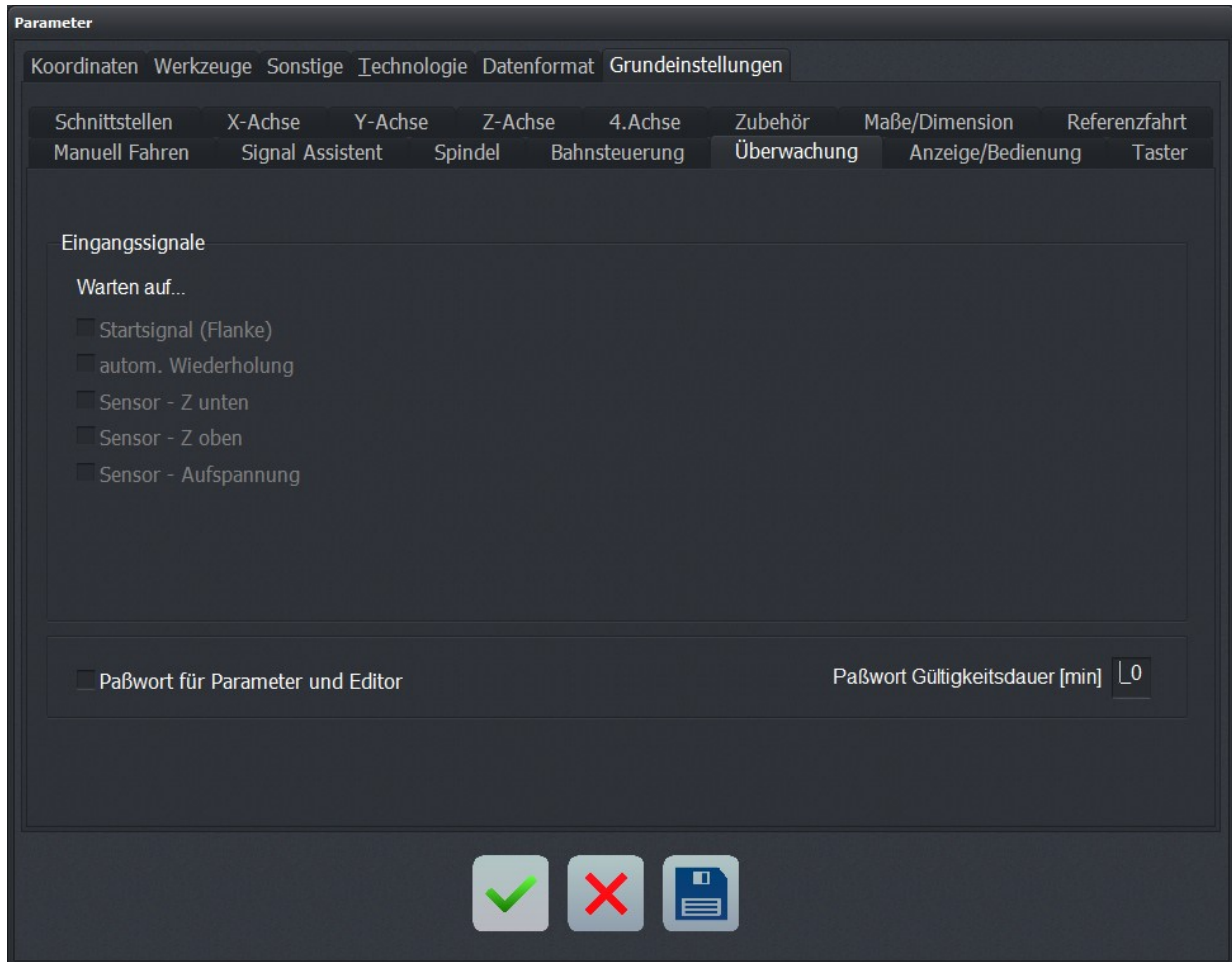 Parameter
Koordinaten Werkzeuge Sonstige Technologie Datenformat Grundeinstellungen
Schnittstellen X-Achse Y-Achse Z-Achse 4.Achse Zubehör Maße/Dimension Referenzfahrt
Manuell Fahren Signal Assistent Spindel Bahnsteuerung Überwachung Anzeige/Bedienung Taster
Eingangssignale
Warten auf...
Startsignal (Flanke)
autom. Wiederholung
Sensor - Z unten
Sensor - Z oben
Sensor - Aufspannung
Paßwort für Parameter und Editor Paßwort Gültigkeitsdauer [min] _0